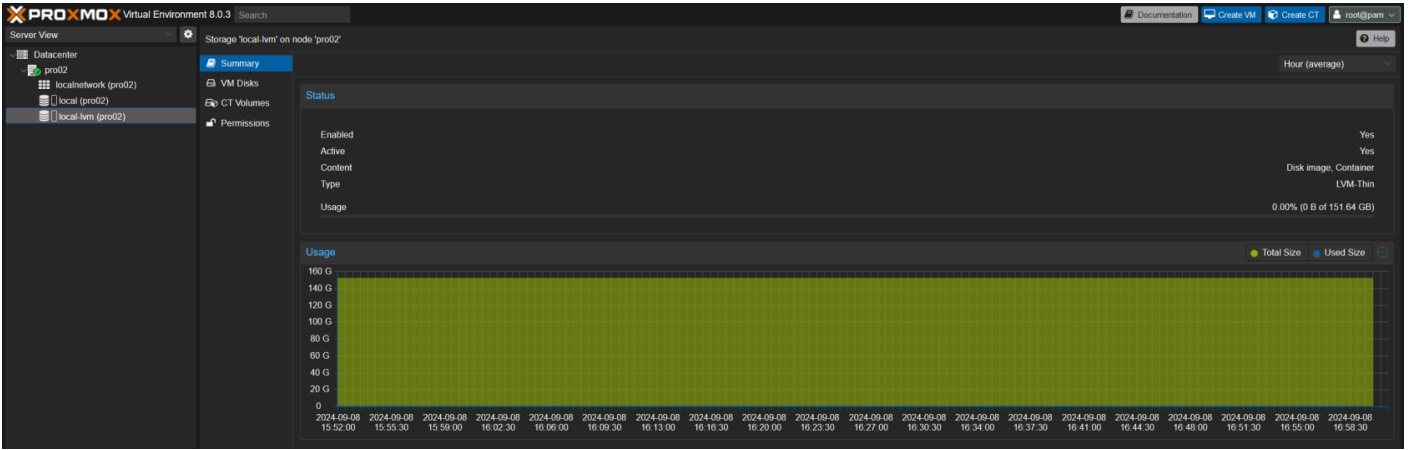 PROXMOX Virtual Environment 8.0.3 Search Documentation Create VM Create CT root@pam
Server View
Storage 'local-lvm' on node 'pro02' Help
Datacenter
pro02
localnetwork (pro02)
local (pro02)
local-lvm (pro02)
Summary
VM Disks
CT Volumes
Permissions
Hour (average)
Status
Enabled Yes
Active Yes
Content Disk image, Container
Type LVM-Thin
Usage 0.00% (0 B of 151.64 GB)
Usage Total Size Used Size
160 G
140 G
120 G
100 G
80 G
60 G
40 G
20 G
0
2024-09-08 2024-09-08 2024-09-08 2024-09-08 2024-09-08 2024-09-08 2024-09-08 2024-09-08 2024-09-08 2024-09-08 2024-09-08 2024-09-08 2024-09-08 2024-09-08 2024-09-08 2024-09-08 2024-09-08 2024-09-08 2024-09-08 2024-09-08
15:52:00 15:55:30 15:59:00 16:02:30 16:06:00 16:09:30 16:13:00 16:16:30 16:20:00 16:23:30 16:27:00 16:30:30 16:34:00 16:37:30 16:41:00 16:44:30 16:48:00 16:51:30 16:55:00 16:58:30